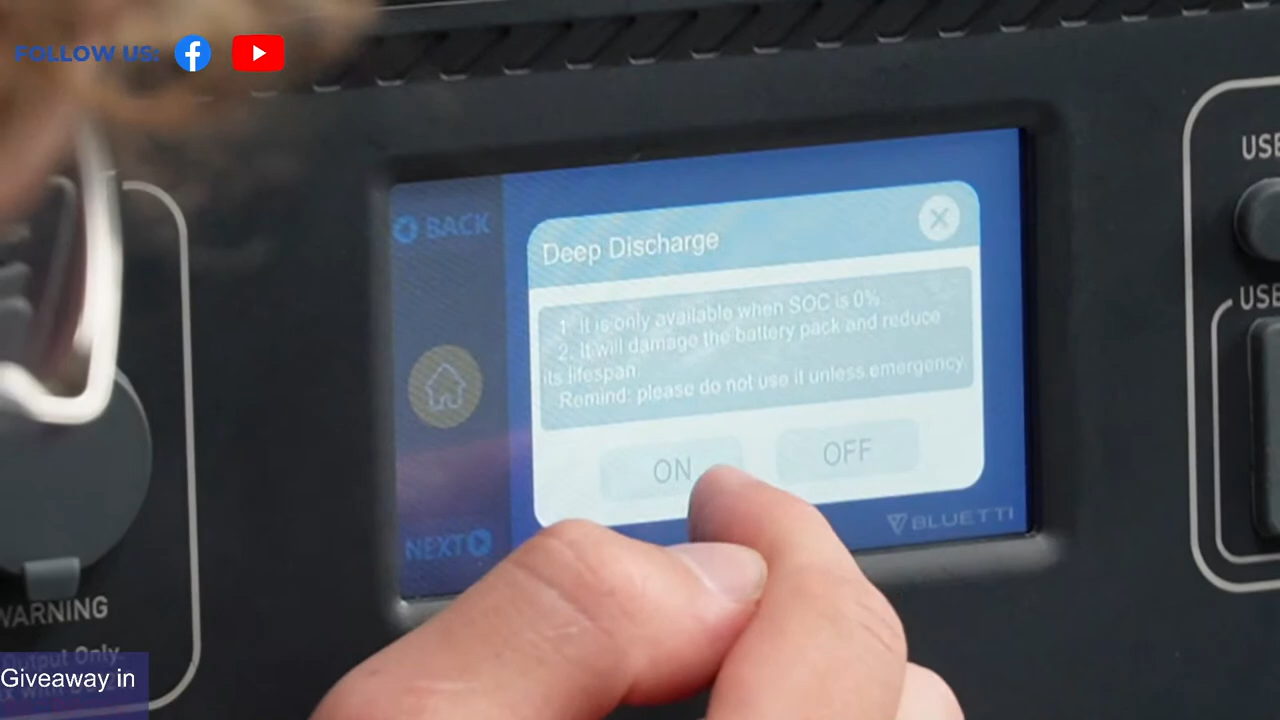 FOLLOW US:
BACK
Deep Discharge
1. It is only available when SOC is 0%
2. It will damage the battery pack and reduce
its lifespan.
Remind: please do not use it unless emergency.
ON
OFF
NEXT
BLUETTI
WARNING
Output Only.
Giveaway in